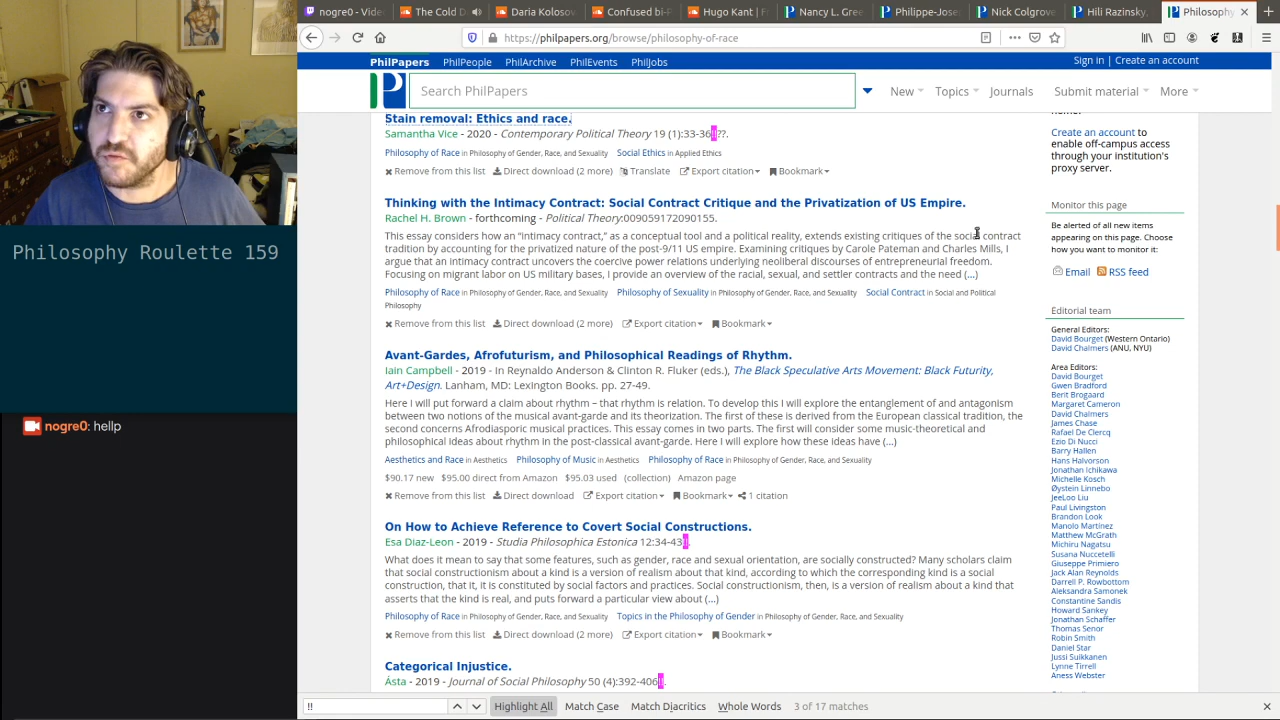 nogre0 - Video
The Cold D
Daria Kolosov
Confused bi-P
Hugo Kant | F
Nancy L. Gree
Philippe-Jose
Nick Colgrove
Hili Razinsky,
Philosophy
https://philpapers.org/browse/philosophy-of-race
PhilPapers PhilPeople PhilArchive PhilEvents PhilJobs
Sign in | Create an account
Search PhilPapers
New Topics Journals Submit material More
Stain removal: Ethics and race.
Samantha Vice - 2020 - Contemporary Political Theory 19 (1):33-36 ??.
Philosophy of Race in Philosophy of Gender, Race, and Sexuality Social Ethics in Applied Ethics
Remove from this list Direct download (2 more) Translate Export citation Bookmark
Thinking with the Intimacy Contract: Social Contract Critique and the Privatization of US Empire.
Rachel H. Brown - forthcoming - Political Theory:009059172090155.
This essay considers how an “intimacy contract,” as a conceptual tool and a political reality, extends existing critiques of the social contract
tradition by accounting for the privatized nature of the post-9/11 US empire. Examining critiques by Carole Pateman and Charles Mills, I
argue that an intimacy contract uncovers the coercive power relations underlying neoliberal discourses of entrepreneurial freedom.
Focusing on migrant labor on US military bases, I provide an overview of the racial, sexual, and settler contracts and the need (...)
Philosophy of Race in Philosophy of Gender, Race, and Sexuality Philosophy of Sexuality in Philosophy of Gender, Race, and Sexuality Social Contract in Social and Political
Philosophy
Remove from this list Direct download (2 more) Export citation Bookmark
Avant-Gardes, Afrofuturism, and Philosophical Readings of Rhythm.
Iain Campbell - 2019 - In Reynaldo Anderson & Clinton R. Fluker (eds.), The Black Speculative Arts Movement: Black Futurity,
Art+Design. Lanham, MD: Lexington Books. pp. 27-49.
Here I will put forward a claim about rhythm – that rhythm is relation. To develop this I will explore the entanglement of and antagonism
between two notions of the musical avant-garde and its theorization. The first of these is derived from the European classical tradition, the
second concerns Afrodiasporic musical practices. This essay comes in two parts. The first will consider some music-theoretical and
philosophical ideas about rhythm in the post-classical avant-garde. Here I will explore how these ideas have (...)
Aesthetics and Race in Aesthetics Philosophy of Music in Aesthetics Philosophy of Race in Philosophy of Gender, Race, and Sexuality
$90.17 new $95.00 direct from Amazon $95.03 used (collection) Amazon page
Remove from this list Direct download Export citation Bookmark 1 citation
On How to Achieve Reference to Covert Social Constructions.
Esa Diaz-Leon - 2019 - Studia Philosophica Estonica 12:34-43
What does it mean to say that some features, such as gender, race and sexual orientation, are socially constructed? Many scholars claim
that social constructionism about a kind is a version of realism about that kind, according to which the corresponding kind is a social
construction, that it, it is constituted by social factors and practices. Social constructionism, then, is a version of realism about a kind that
asserts that the kind is real, and puts forward a particular view about (...)
Philosophy of Race in Philosophy of Gender, Race, and Sexuality Topics in the Philosophy of Gender in Philosophy of Gender, Race, and Sexuality
Remove from this list Direct download (2 more) Export citation Bookmark
Categorical Injustice.
Ásta - 2019 - Journal of Social Philosophy 50 (4):392-406
home.
Create an account to
enable off-campus access
through your institution's
proxy server.
Monitor this page
Be alerted of all new items
appearing on this page. Choose
how you want to monitor it:
Email RSS feed
Editorial team
General Editors:
David Bourget (Western Ontario)
David Chalmers (ANU, NYU)
Area Editors:
David Bourget
Gwen Bradford
Berit Brogaard
Margaret Cameron
David Chalmers
James Chase
Rafael De Clercq
Ezio Di Nucci
Barry Hallen
Hans Halvorson
Jonathan Ichikawa
Michelle Kosch
Øystein Linnebo
JeeLoo Liu
Paul Livingston
Brandon Look
Manolo Martínez
Matthew McGrath
Michiru Nagatsu
Susana Nuccetelli
Giuseppe Primiero
Jack Alan Reynolds
Darrell P. Rowbottom
Aleksandra Samonek
Constantine Sandis
Howard Sankey
Jonathan Schaffer
Thomas Senor
Robin Smith
Daniel Star
Jussi Suikkanen
Lynne Tirrell
Aness Webster
Philosophy Roulette 159
nogre0: hellp
!! Highlight All Match Case Match Diacritics Whole Words 3 of 17 matches